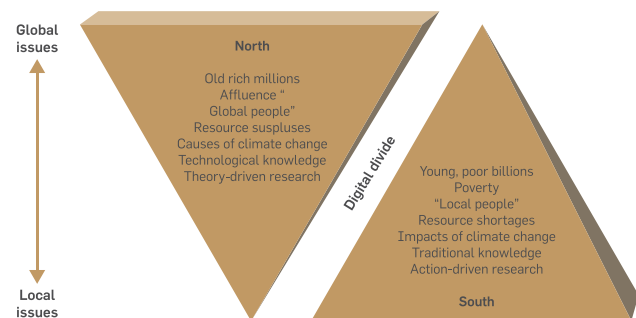 Global
issues
North
Old rich millions
Affluence “
Global people”
Resource suspluses
Causes of climate change
Technological knowledge
Theory-driven research
Digital divide
Young, poor billions
Poverty
“Local people”
Resource shortages
Impacts of climate change
Traditional knowledge
Action-driven research
South
Local
issues